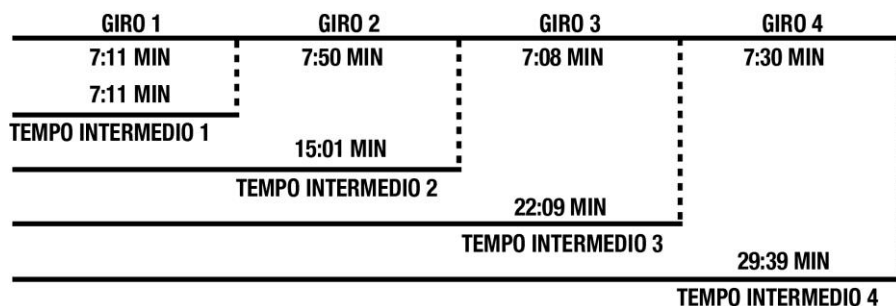 GIRO 1 GIRO 2 GIRO 3 GIRO 4
7:11 MIN 7:50 MIN 7:08 MIN 7:30 MIN
7:11 MIN
TEMPO INTERMEDIO 1
15:01 MIN
TEMPO INTERMEDIO 2
22:09 MIN
TEMPO INTERMEDIO 3
29:39 MIN
TEMPO INTERMEDIO 4